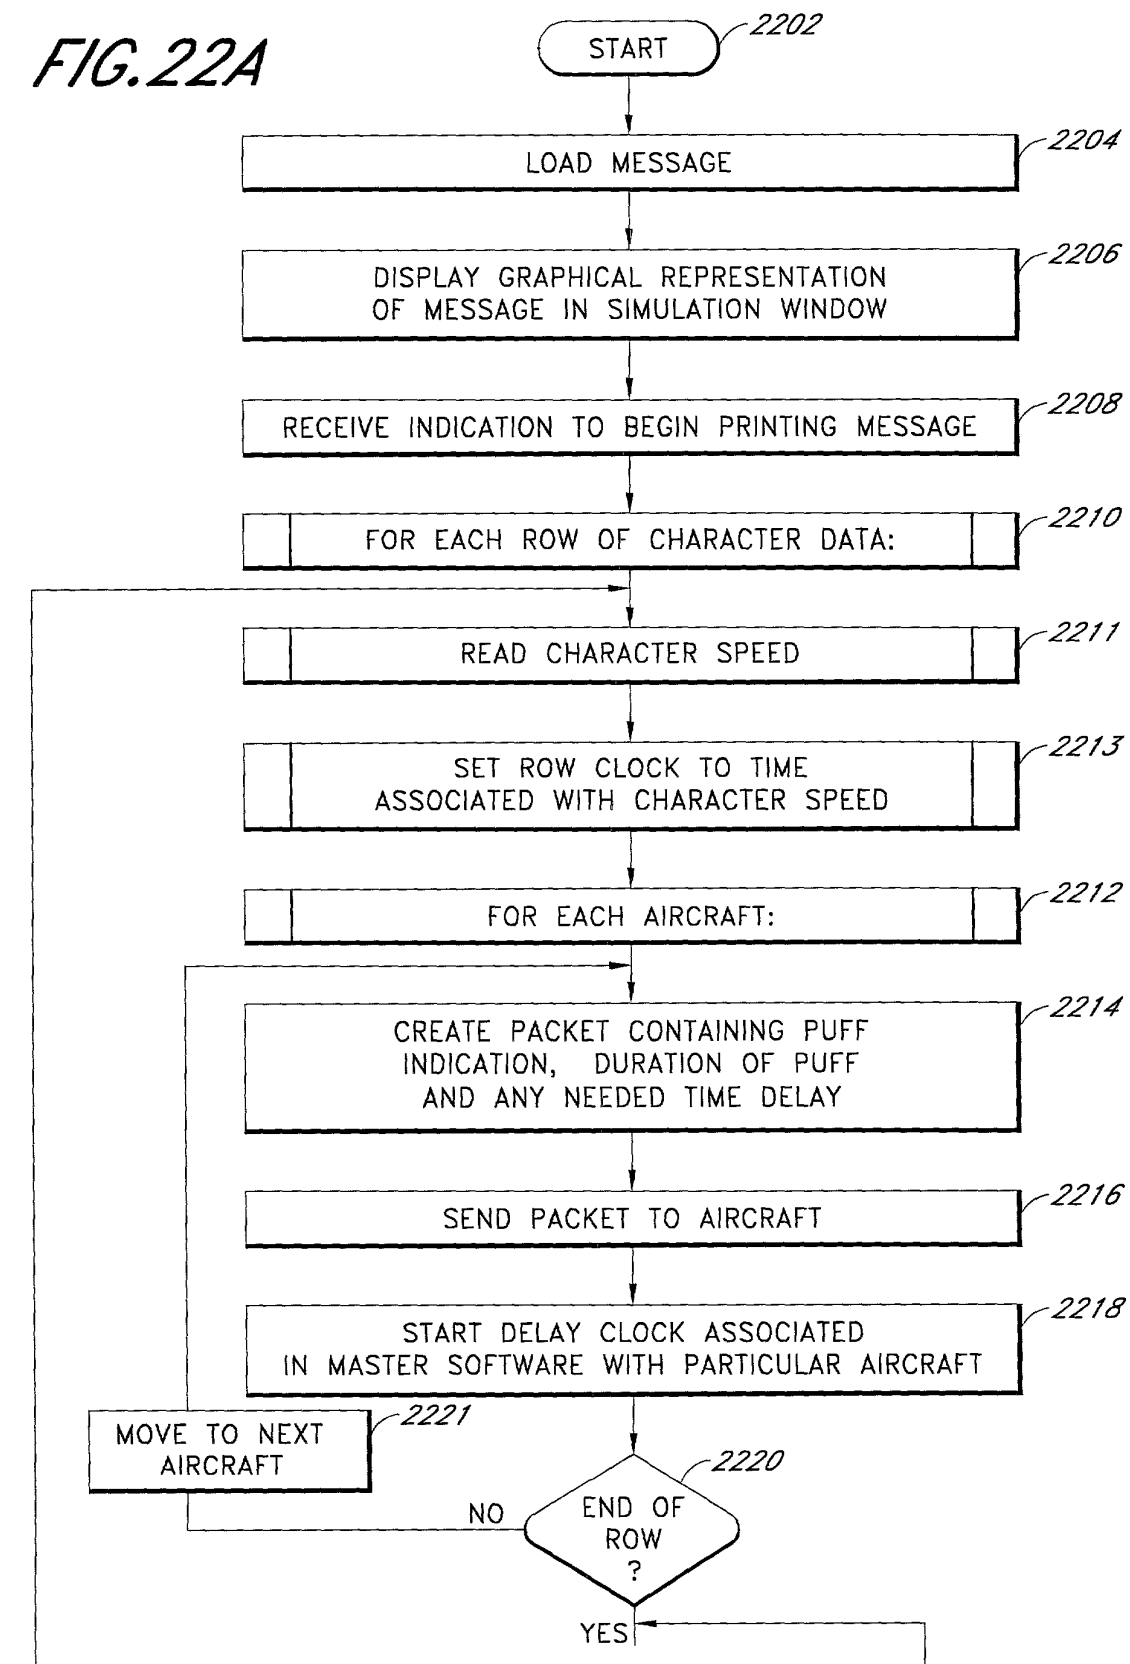 FIG.22A
START
2202
LOAD MESSAGE
2204
DISPLAY GRAPHICAL REPRESENTATION
OF MESSAGE IN SIMULATION WINDOW
2206
RECEIVE INDICATION TO BEGIN PRINTING MESSAGE
2208
FOR EACH ROW OF CHARACTER DATA:
2210
READ CHARACTER SPEED
2211
SET ROW CLOCK TO TIME
ASSOCIATED WITH CHARACTER SPEED
2213
FOR EACH AIRCRAFT:
2212
CREATE PACKET CONTAINING PUFF
INDICATION, DURATION OF PUFF
AND ANY NEEDED TIME DELAY
2214
SEND PACKET TO AIRCRAFT
2216
START DELAY CLOCK ASSOCIATED
IN MASTER SOFTWARE WITH PARTICULAR AIRCRAFT
2218
MOVE TO NEXT
AIRCRAFT
2221
END OF
ROW
?
2220
NO
YES